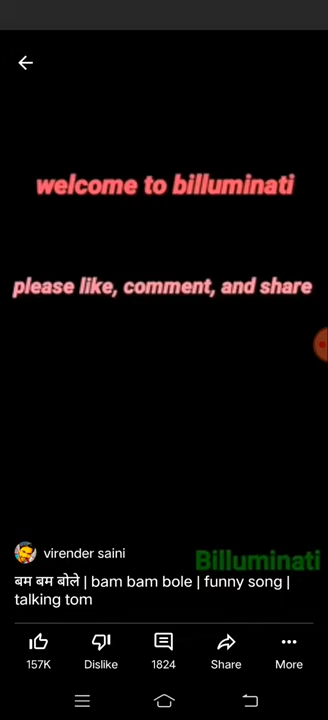 welcome to billuminati
please like, comment, and share
virender saini
Billuminati
बम बम बोले | bam bam bole | funny song |
talking tom
157K
Dislike
1824
Share
More